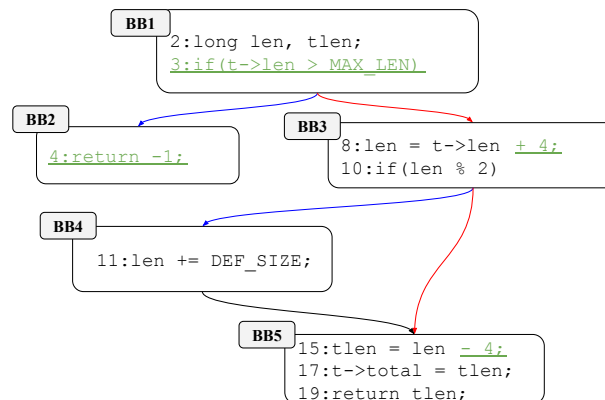 BB1
2:long len, tlen;
3:if(t->len > MAX_LEN)
BB2
4:return -1;
BB3
8:len = t->len + 4;
10:if(len % 2)
BB4
11:len += DEF_SIZE;
BB5
15:tlen = len - 4;
17:t->total = tlen;
19:return tlen;